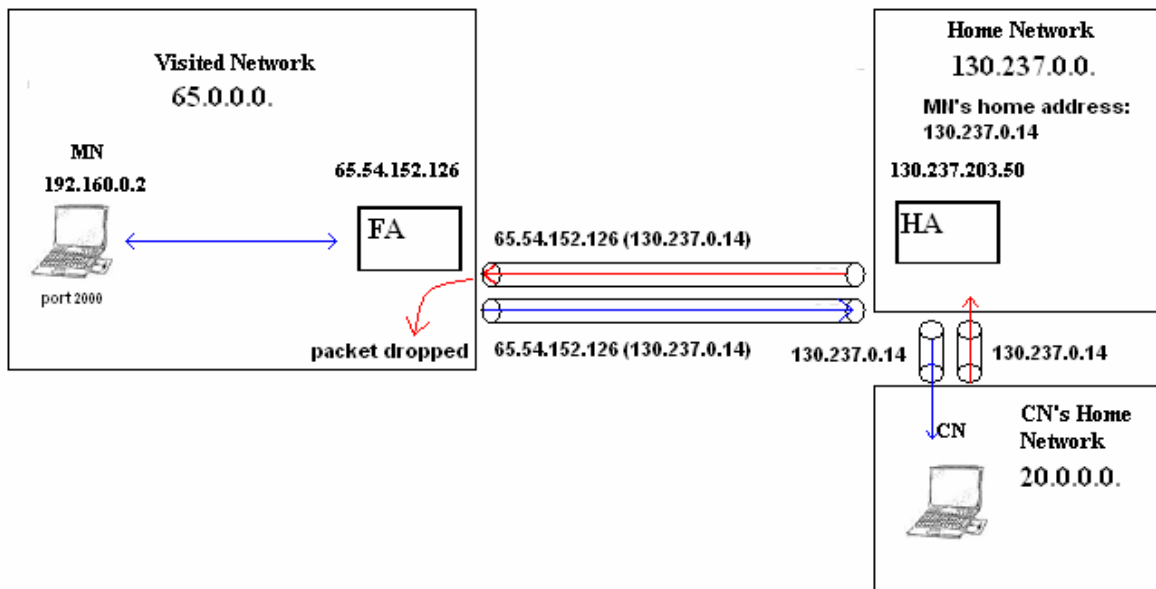 Visited Network
65.0.0.0.
MN
192.160.0.2
port 2000
65.54.152.126
FA
packet dropped
65.54.152.126 (130.237.0.14)
65.54.152.126 (130.237.0.14)
Home Network
130.237.0.0.
MN's home address:
130.237.0.14
130.237.203.50
HA
130.237.0.14
130.237.0.14
CN
CN's Home
Network
20.0.0.0.